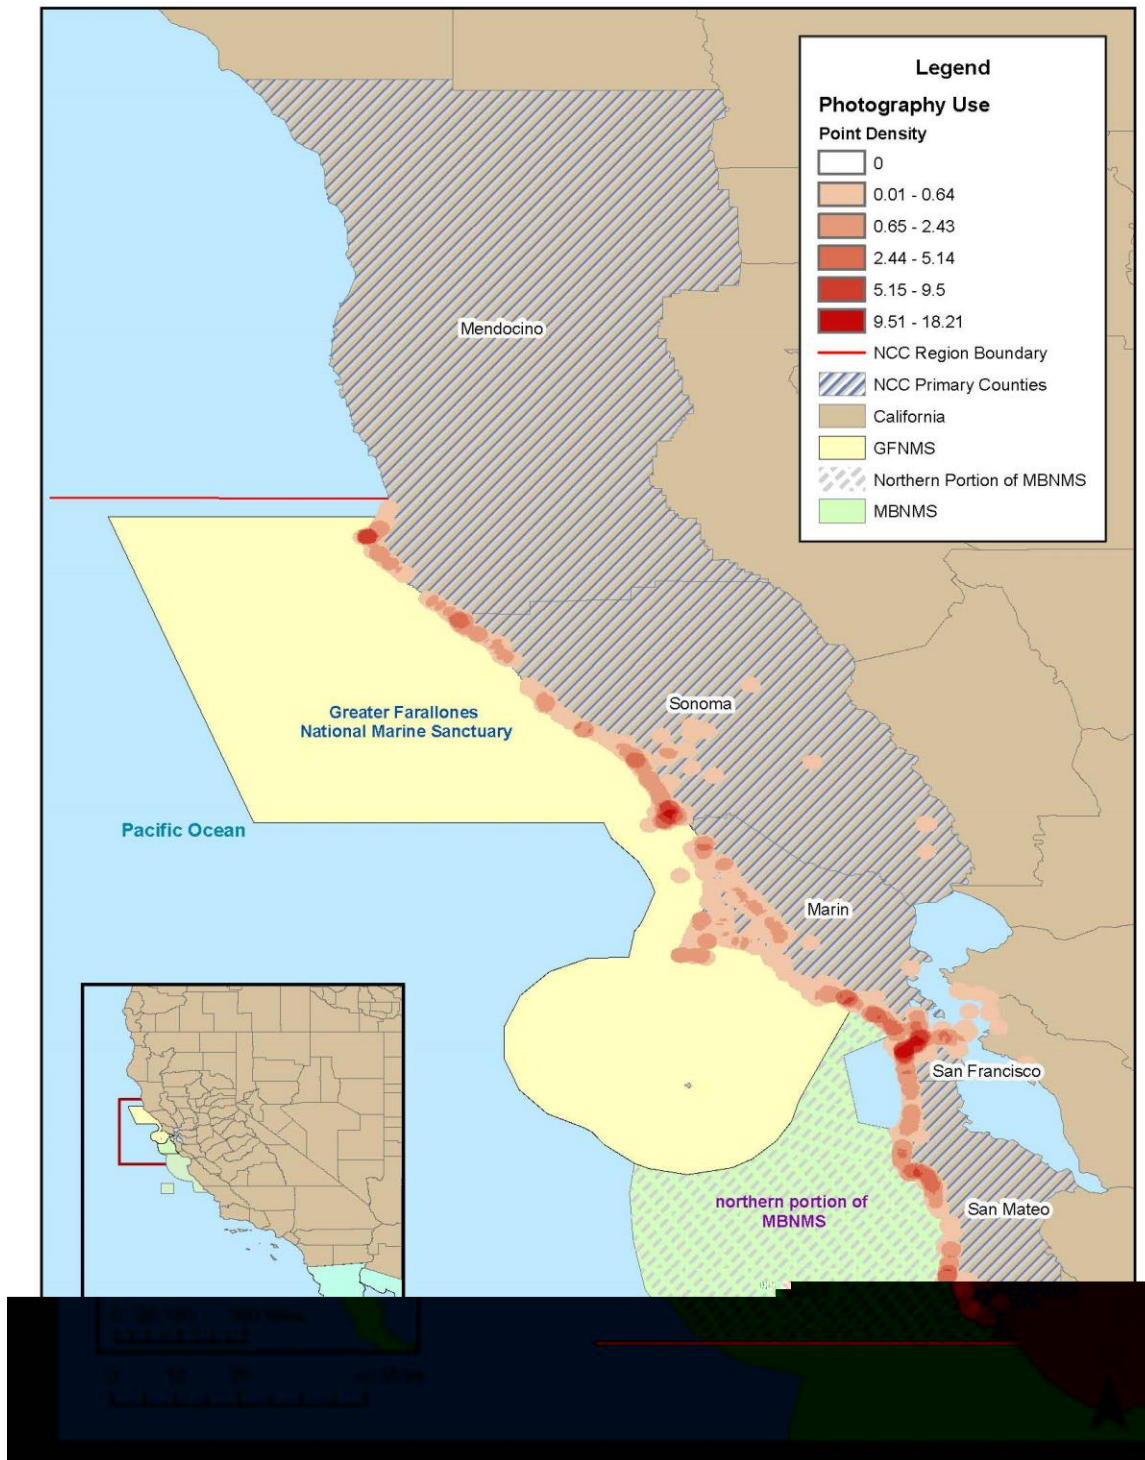 Legend
Photography Use
Point Density
0
0.01 - 0.64
0.65 - 2.43
2.44 - 5.14
5.15 - 9.5
9.51 - 18.21
NCC Region Boundary
NCC Primary Counties
California
GFNMS
Northern Portion of MBNMS
MBNMS
Mendocino
Sonoma
Greater Farallones
National Marine Sanctuary
Pacific Ocean
Marin
San Francisco
northern portion of
MBNMS
San Mateo